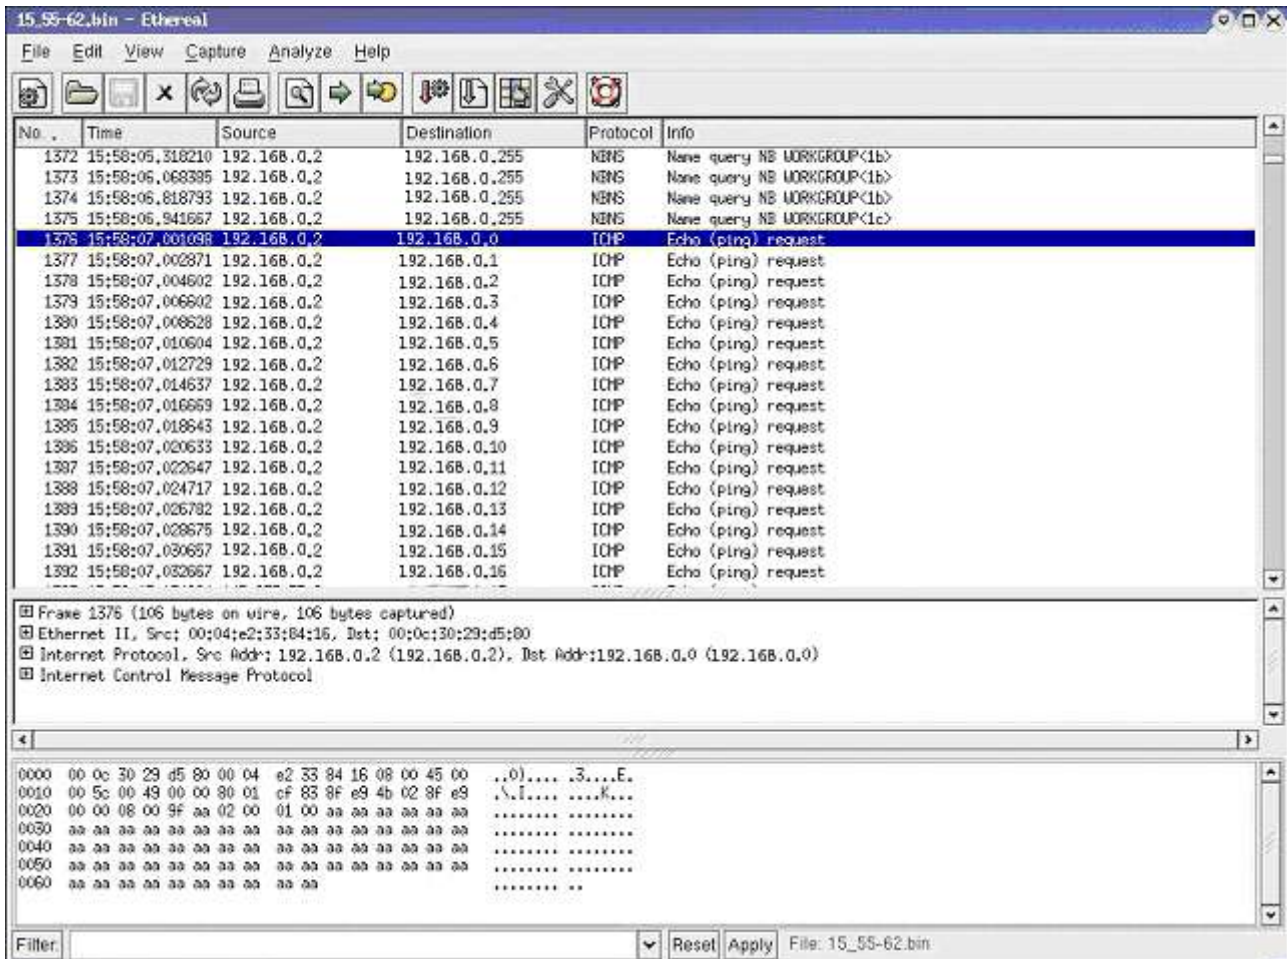 15_55-62.bin - Ethereal
File Edit View Capture Analyze Help
No. . Time Source Destination Protocol Info
1372 15:58:05.318210 192.168.0.2 192.168.0.255 NBNS Name query NB WORKGROUP<1b>
1373 15:58:06.068385 192.168.0.2 192.168.0.255 NBNS Name query NB WORKGROUP<1b>
1374 15:58:06.818793 192.168.0.2 192.168.0.255 NBNS Name query NB WORKGROUP<1b>
1375 15:58:06.941667 192.168.0.2 192.168.0.255 NBNS Name query NB WORKGROUP<1c>
1376 15:58:07.001098 192.168.0.2 192.168.0.0 ICMP Echo (ping) request
1377 15:58:07.002871 192.168.0.2 192.168.0.1 ICMP Echo (ping) request
1378 15:58:07.004602 192.168.0.2 192.168.0.2 ICMP Echo (ping) request
1379 15:58:07.006602 192.168.0.2 192.168.0.3 ICMP Echo (ping) request
1380 15:58:07.008628 192.168.0.2 192.168.0.4 ICMP Echo (ping) request
1381 15:58:07.010604 192.168.0.2 192.168.0.5 ICMP Echo (ping) request
1382 15:58:07.012729 192.168.0.2 192.168.0.6 ICMP Echo (ping) request
1383 15:58:07.014637 192.168.0.2 192.168.0.7 ICMP Echo (ping) request
1384 15:58:07.016669 192.168.0.2 192.168.0.8 ICMP Echo (ping) request
1385 15:58:07.018643 192.168.0.2 192.168.0.9 ICMP Echo (ping) request
1386 15:58:07.020633 192.168.0.2 192.168.0.10 ICMP Echo (ping) request
1387 15:58:07.022647 192.168.0.2 192.168.0.11 ICMP Echo (ping) request
1388 15:58:07.024717 192.168.0.2 192.168.0.12 ICMP Echo (ping) request
1389 15:58:07.026782 192.168.0.2 192.168.0.13 ICMP Echo (ping) request
1390 15:58:07.028675 192.168.0.2 192.168.0.14 ICMP Echo (ping) request
1391 15:58:07.030657 192.168.0.2 192.168.0.15 ICMP Echo (ping) request
1392 15:58:07.032667 192.168.0.2 192.168.0.16 ICMP Echo (ping) request
Frame 1376 (106 bytes on wire, 106 bytes captured)
Ethernet II, Src: 00:04:e2:33:84:16, Dst: 00:0c:30:29:d5:80
Internet Protocol, Src Addr: 192.168.0.2 (192.168.0.2), Dst Addr:192.168.0.0 (192.168.0.0)
Internet Control Message Protocol
0000 00 0c 30 29 d5 80 00 04 e2 33 84 16 08 00 45 00 ..0).... .3....E.
0010 00 5c 00 49 00 00 80 01 cf 83 8f e9 4b 02 8f e9 .\.I.... ....K...
0020 00 00 08 00 9f aa 02 00 01 00 aa aa aa aa aa aa ........ ........
0030 aa aa aa aa aa aa aa aa aa aa aa aa aa aa aa aa ........ ........
0040 aa aa aa aa aa aa aa aa aa aa aa aa aa aa aa aa ........ ........
0050 aa aa aa aa aa aa aa aa aa aa aa aa aa aa aa aa ........ ........
0060 aa aa aa aa aa aa aa aa aa aa ........ ..
Filter: Reset Apply File: 15_55-62.bin